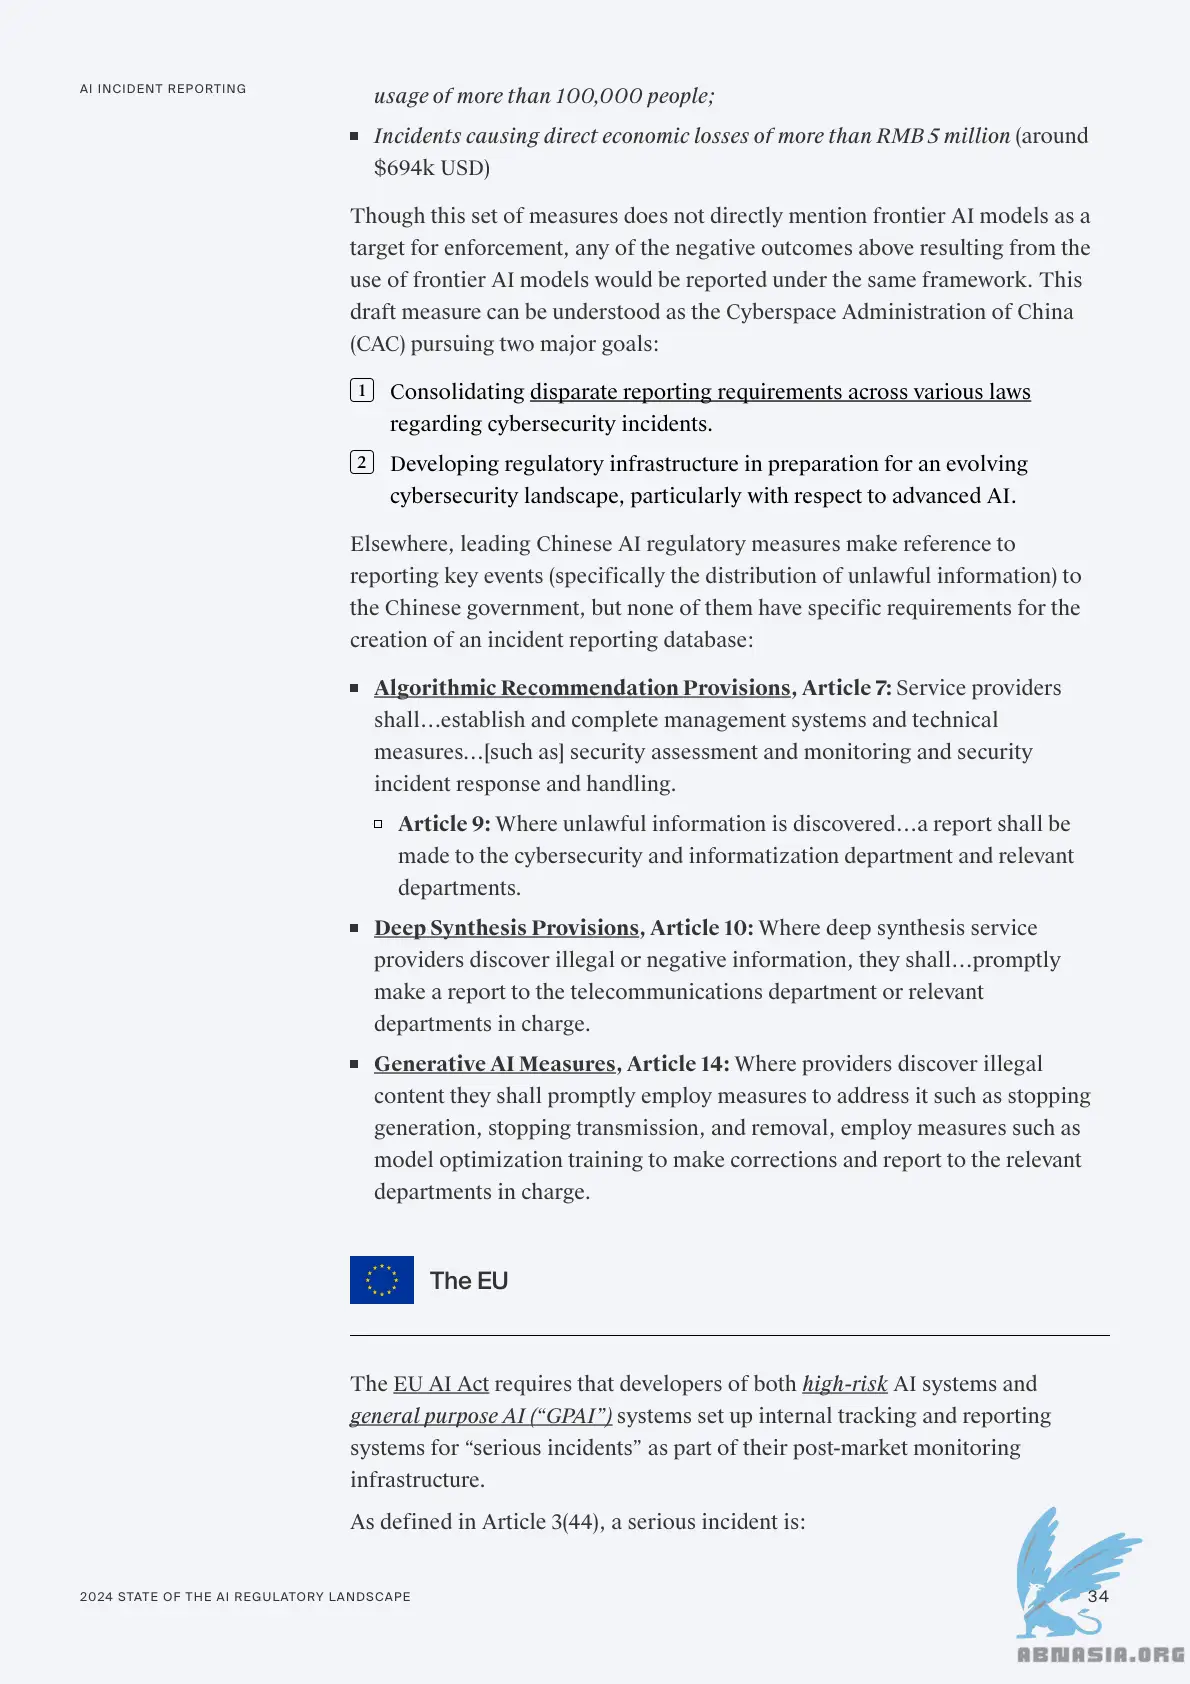 AI INCIDENT REPORTING
usage of more than 100,000 people;
Incidents causing direct economic losses of more than RMB 5 million (around
$694k USD)
Though this set of measures does not directly mention frontier AI models as a
target for enforcement, any of the negative outcomes above resulting from the
use of frontier AI models would be reported under the same framework. This
draft measure can be understood as the Cyberspace Administration of China
(CAC) pursuing two major goals:
1 Consolidating disparate reporting requirements across various laws
regarding cybersecurity incidents.
2 Developing regulatory infrastructure in preparation for an evolving
cybersecurity landscape, particularly with respect to advanced AI.
Elsewhere, leading Chinese AI regulatory measures make reference to
reporting key events (specifically the distribution of unlawful information) to
the Chinese government, but none of them have specific requirements for the
creation of an incident reporting database:
Algorithmic Recommendation Provisions, Article 7: Service providers
shall…establish and complete management systems and technical
measures…[such as] security assessment and monitoring and security
incident response and handling.
Article 9: Where unlawful information is discovered…a report shall be
made to the cybersecurity and informatization department and relevant
departments.
Deep Synthesis Provisions, Article 10: Where deep synthesis service
providers discover illegal or negative information, they shall…promptly
make a report to the telecommunications department or relevant
departments in charge.
Generative AI Measures, Article 14: Where providers discover illegal
content they shall promptly employ measures to address it such as stopping
generation, stopping transmission, and removal, employ measures such as
model optimization training to make corrections and report to the relevant
departments in charge.
The EU
The EU AI Act requires that developers of both high-risk AI systems and
general purpose AI (“GPAI”) systems set up internal tracking and reporting
systems for “serious incidents” as part of their post-market monitoring
infrastructure.
As defined in Article 3(44), a serious incident is:
2024 STATE OF THE AI REGULATORY LANDSCAPE
34
ABNASIA.ORG